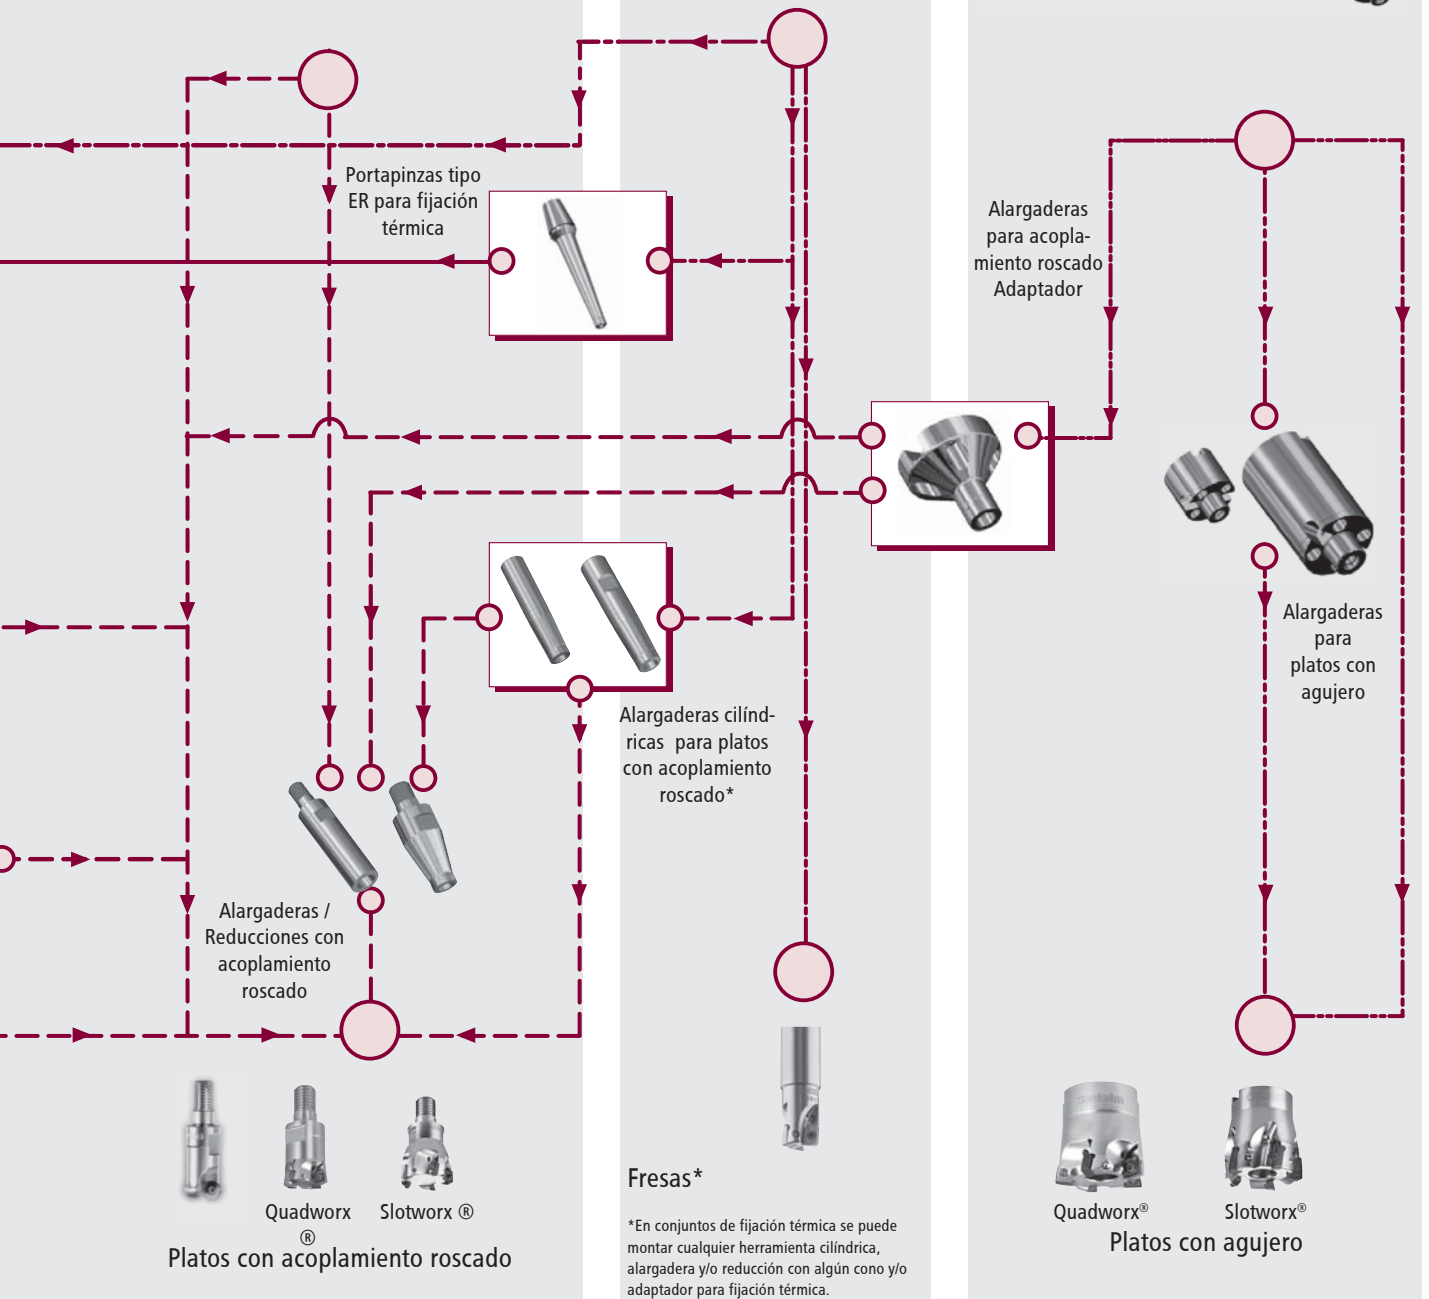 Portapinzas tipo
ER para fijación
térmica
Alargaderas
para acopla-
miento roscado
Adaptador
Alargaderas
para
platos con
agujero
Alargaderas cilínd-
ricas para platos
con acoplamiento
roscado*
Alargaderas /
Reducciones con
acoplamiento
roscado
Quadworx
®
Slotworx ®
Platos con acoplamiento roscado
Fresas*
*En conjuntos de fijación térmica se puede
montar cualquier herramienta cilíndrica,
alargadera y/o reducción con algún cono y/o
adaptador para fijación térmica.
Quadworx®
Slotworx®
Platos con agujero